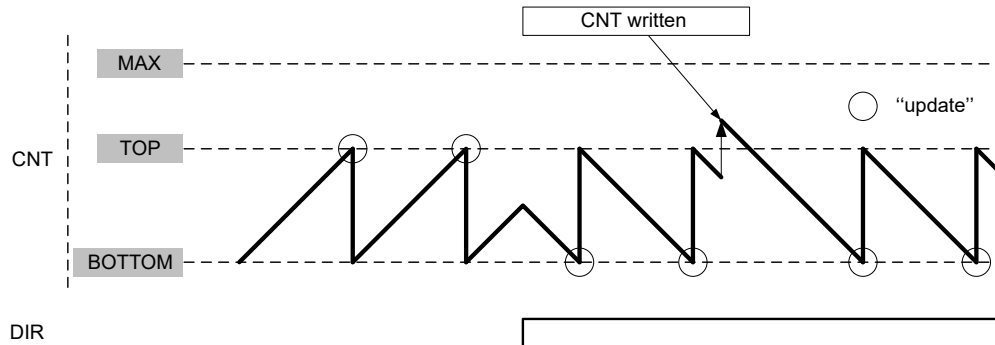 CNT written
MAX
“update”
TOP
CNT
BOTTOM
DIR